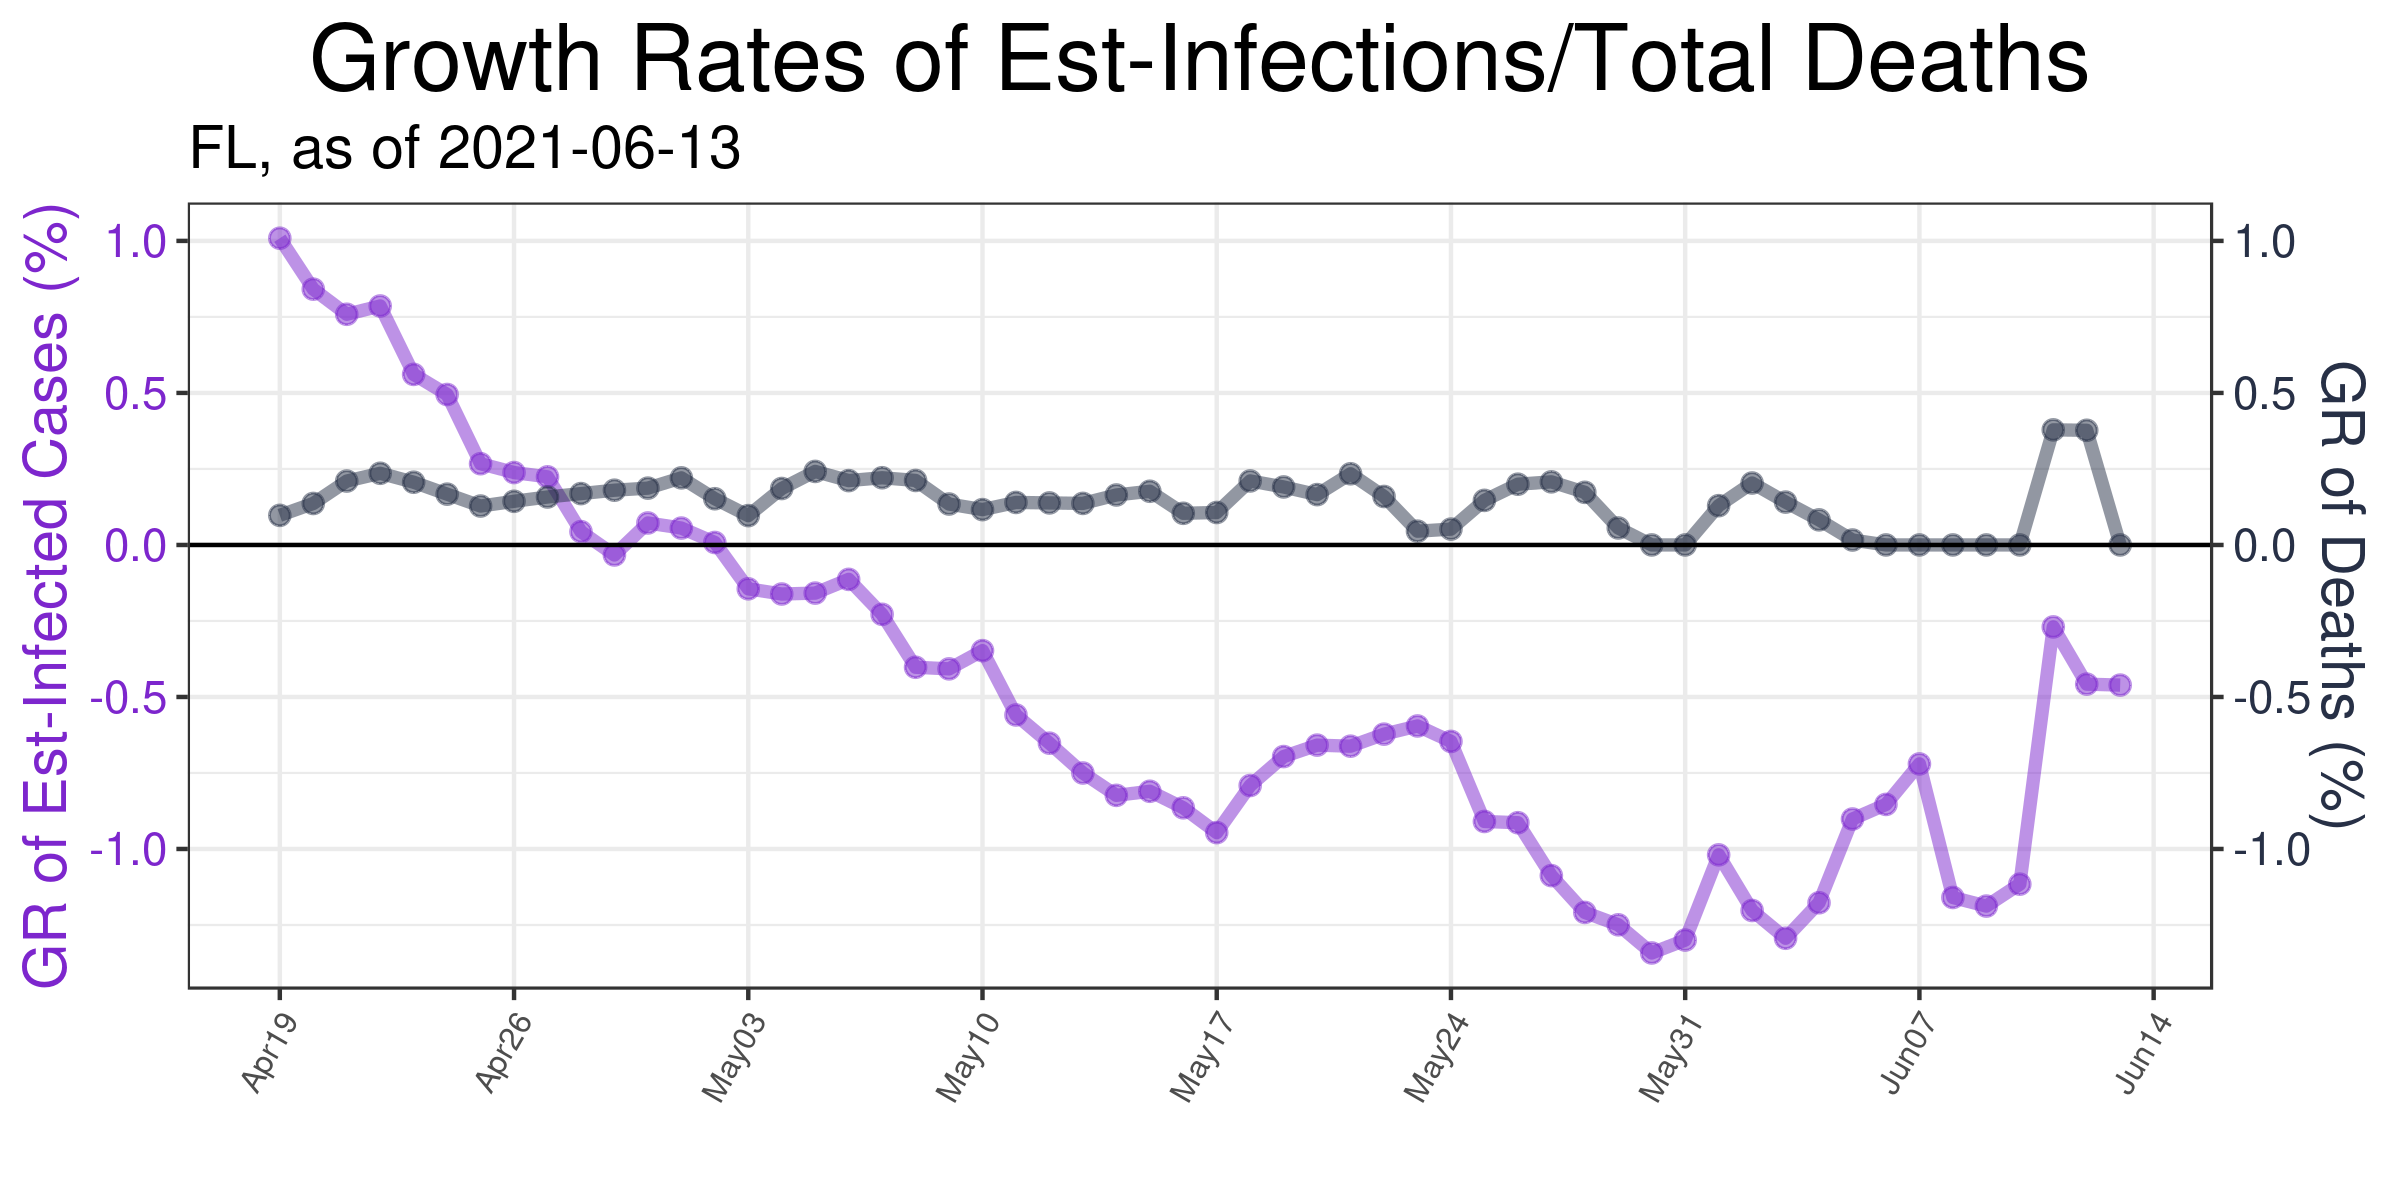 Growth Rates of Est-Infections/Total Deaths
FL, as of 2021-06-13
GR of Est-Infected Cases (%)
1.0
0.5
0.0
-0.5
-1.0
1.0
0.5
0.0
-0.5
-1.0
GR of Deaths (%)
Apr19
Apr26
May03
May10
May17
May24
May31
Jun07
Jun14